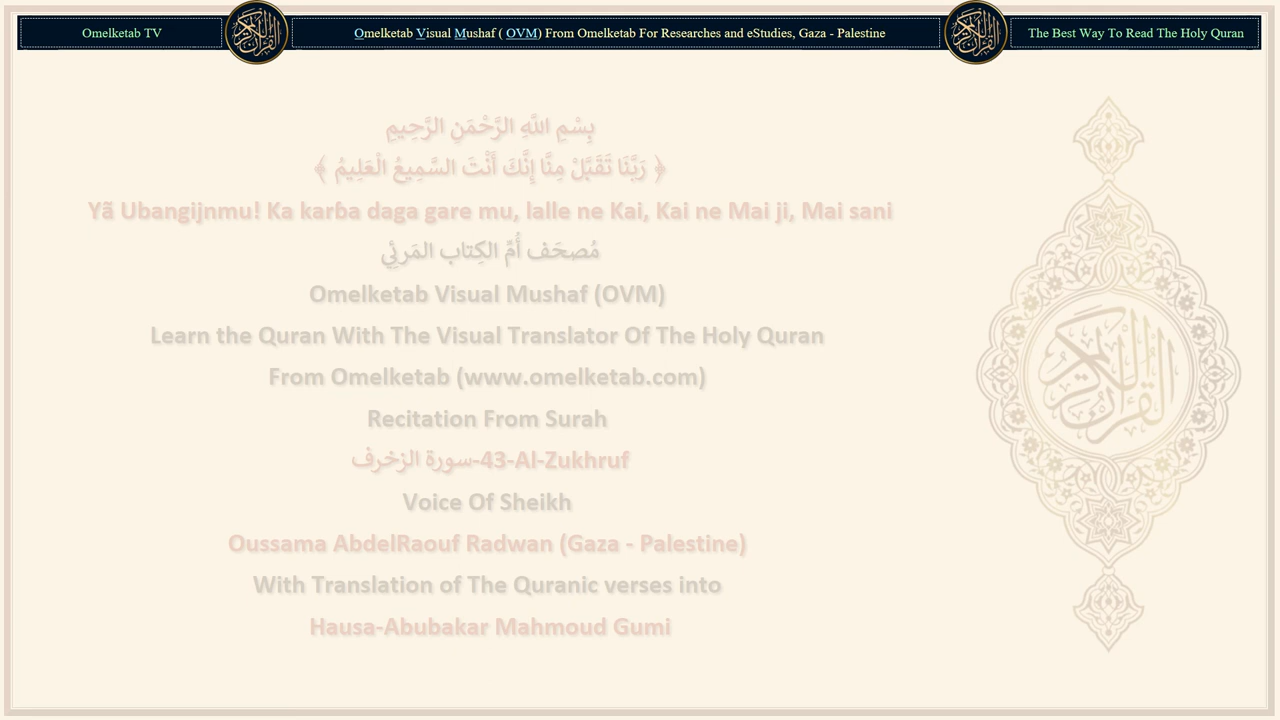 Omelketab TV
Omelketab Visual Mushaf ( OVM) From Omelketab For Researches and eStudies, Gaza - Palestine
The Best Way To Read The Holy Quran
بِسْمِ اللَّهِ الرَّحْمَنِ الرَّحِيمِ
﴿ رَبَّنَا تَقَبَّلْ مِنَّا إِنَّكَ أَنْتَ السَّمِيعُ الْعَلِيمُ ﴾
Yã Ubangijnmu! Ka karɓa daga gare mu, lalle ne Kai, Kai ne Mai ji, Mai sani
مُصحَف أُمِّ الكِتاب المَرئِي
Omelketab Visual Mushaf (OVM)
Learn the Quran With The Visual Translator Of The Holy Quran
From Omelketab (www.omelketab.com)
Recitation From Surah
سورة الزخرف-43-Al-Zukhruf
Voice Of Sheikh
Oussama AbdelRaouf Radwan (Gaza - Palestine)
With Translation of The Quranic verses into
Hausa-Abubakar Mahmoud Gumi
القرآن الكريم